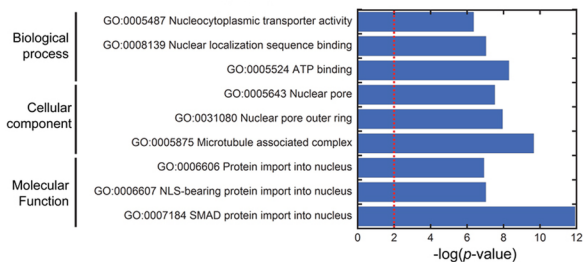 Biological
process
GO:0005487 Nucleocytoplasmic transporter activity
GO:0008139 Nuclear localization sequence binding
GO:0005524 ATP binding
Cellular
component
GO:0005643 Nuclear pore
GO:0031080 Nuclear pore outer ring
GO:0005875 Microtubule associated complex
Molecular
Function
GO:0006606 Protein import into nucleus
GO:0006607 NLS-bearing protein import into nucleus
GO:0007184 SMAD protein import into nucleus
0 2 4 6 8 10 12
-log(p-value)